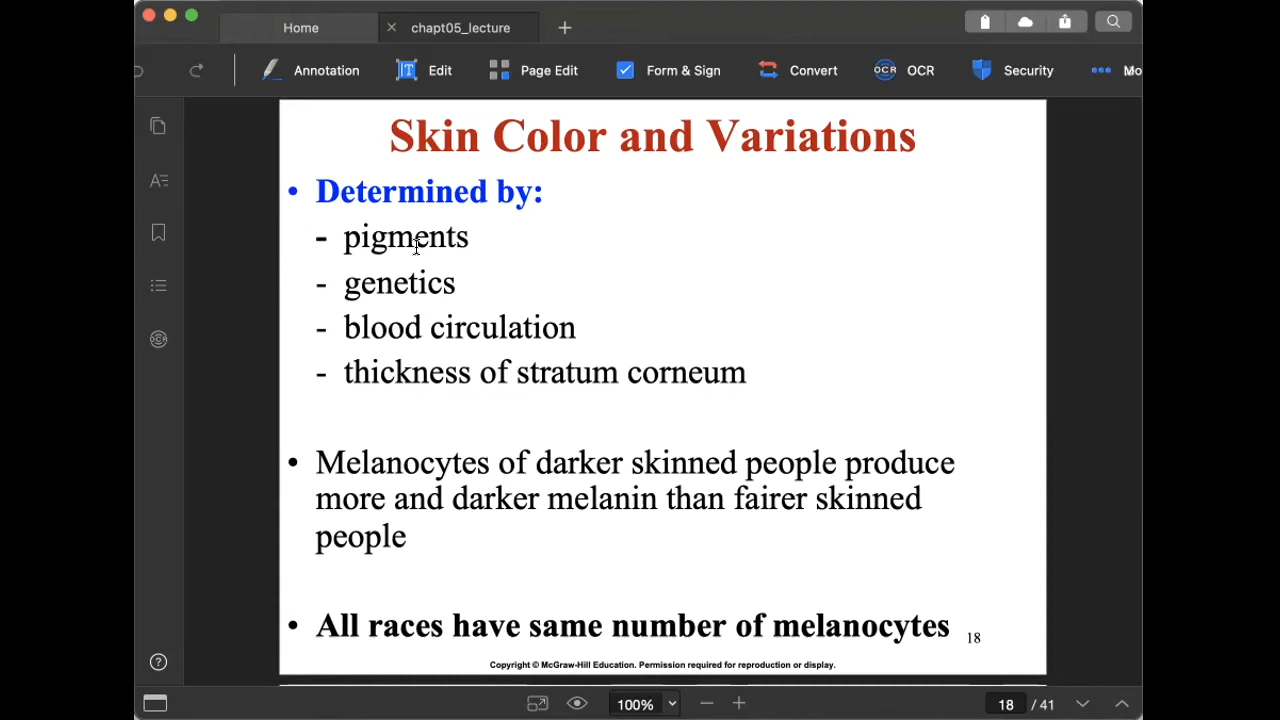 Home
chapt05_lecture
Annotation
Edit
Page Edit
Form & Sign
Convert
OCR
Security
Mo
Skin Color and Variations
• Determined by:
- pigments
- genetics
- blood circulation
- thickness of stratum corneum
• Melanocytes of darker skinned people produce
more and darker melanin than fairer skinned
people
• All races have same number of melanocytes
18
Copyright © McGraw-Hill Education. Permission required for reproduction or display.
100%
18 / 41